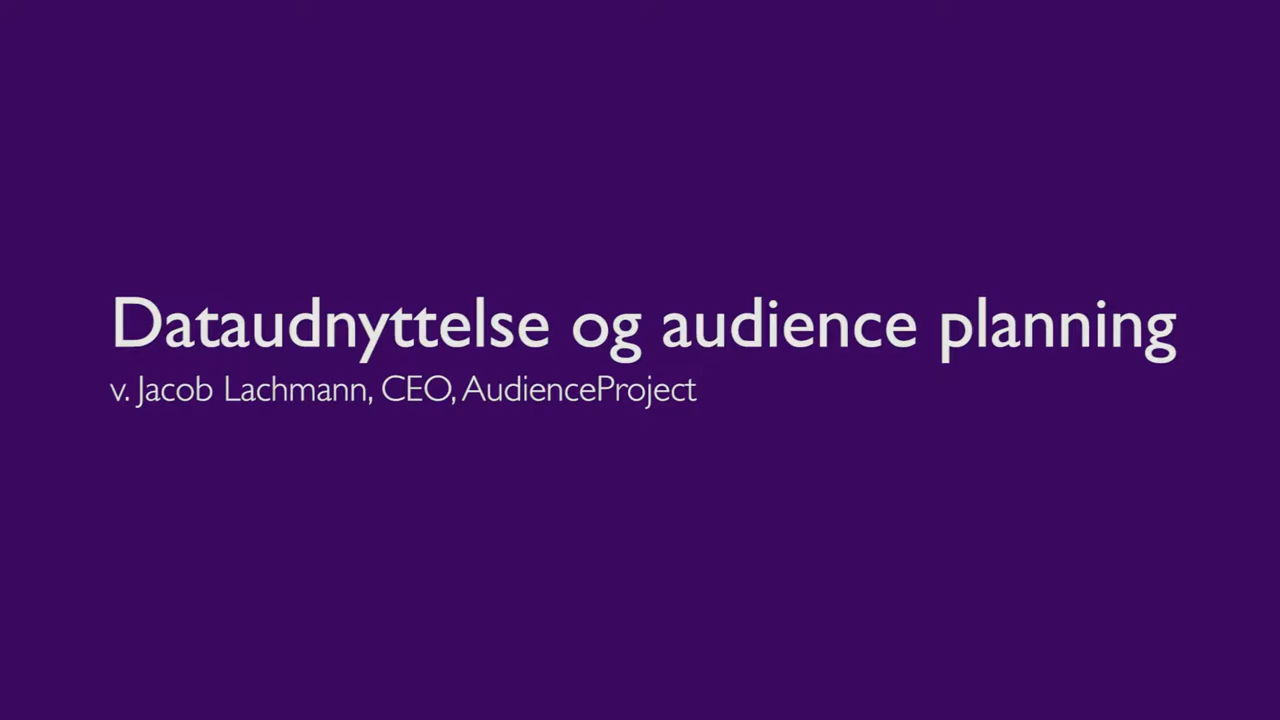 Dataudnyttelse og audience planning
v. Jacob Lachmann, CEO, AudienceProject